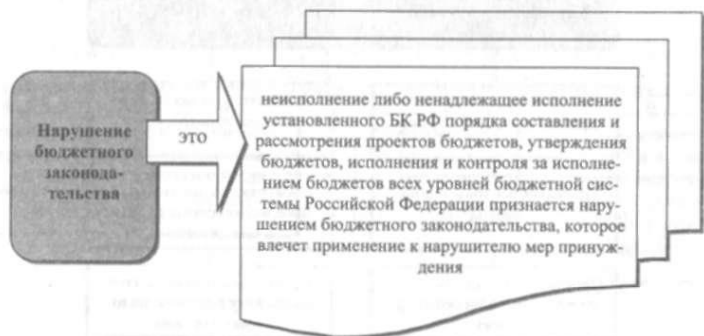 Нарушение
бюджетного
законода-
тельства
это
неисполнение либо ненадлежащее исполнение
установленного БК РФ порядка составления и
рассмотрения проектов бюджетов, утверждения
бюджетов, исполнения и контроля за исполне-
нием бюджетов всех уровней бюджетной сис-
темы Российской Федерации признается нару-
шением бюджетного законодательства, которое
влечет применение к нарушителю мер принуж-
дения